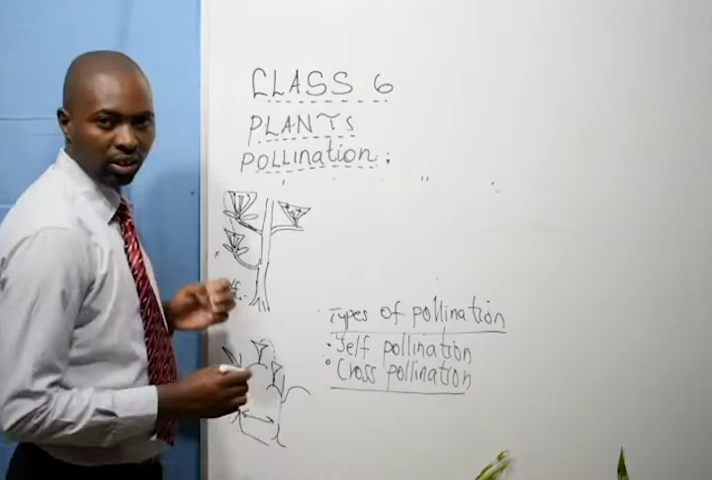 CLASS 6
PLANTS
POLLINATION:
Types of pollination
• Self pollination
• Cross pollination